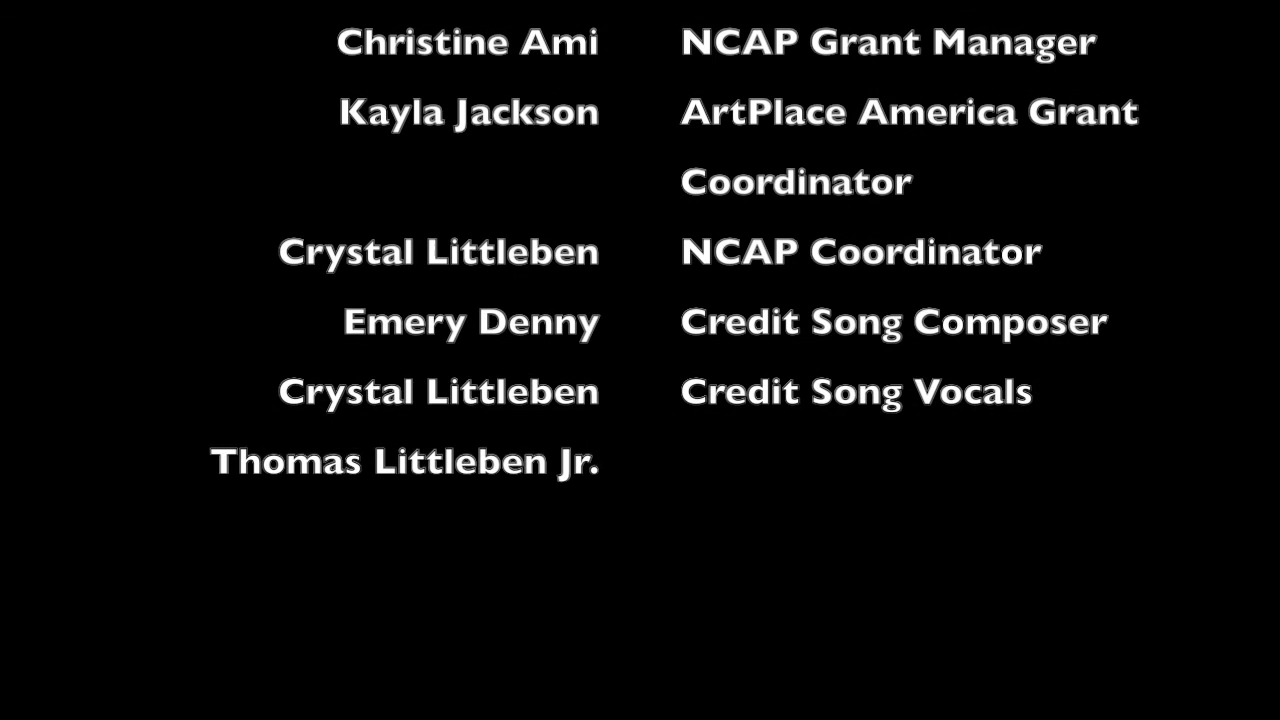 Christine Ami NCAP Grant Manager
Kayla Jackson ArtPlace America Grant
Coordinator
Crystal Littleben NCAP Coordinator
Emery Denny Credit Song Composer
Crystal Littleben Credit Song Vocals
Thomas Littleben Jr.